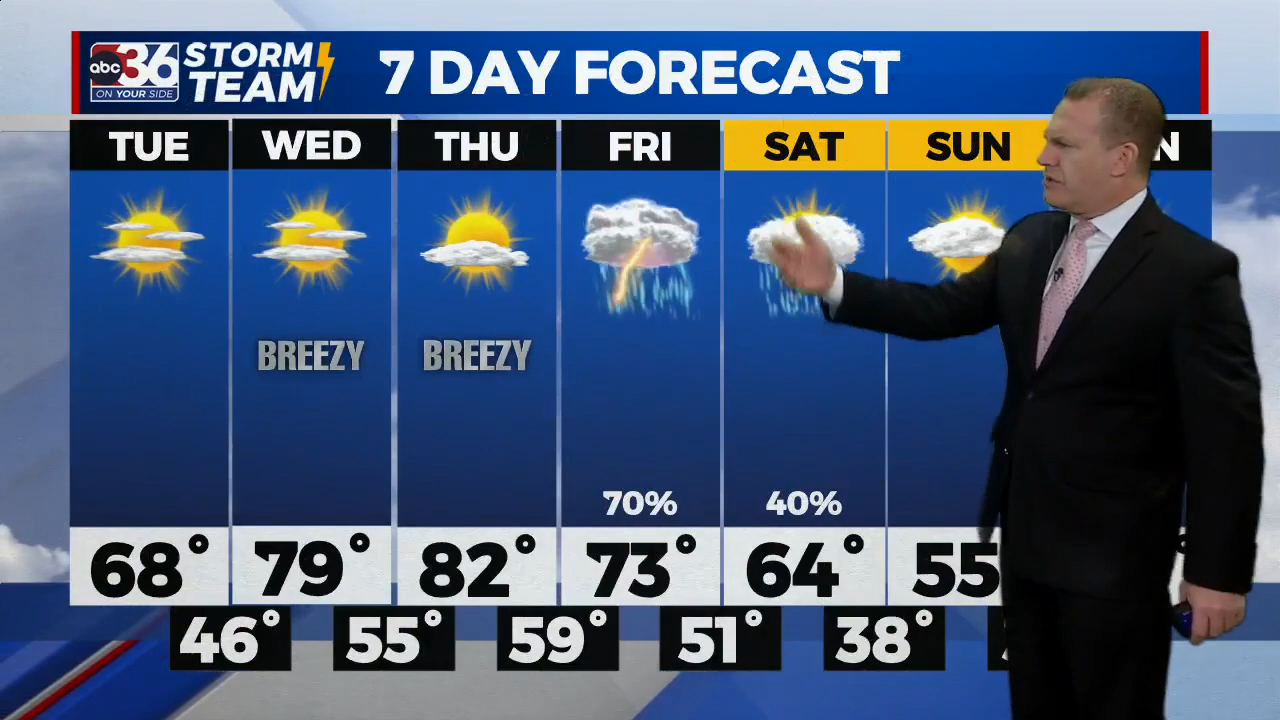 abc 36
ON YOUR SIDE
STORM
TEAM
7 DAY FORECAST
TUE WED THU FRI SAT SUN N
BREEZY BREEZY
70% 40%
68° 79° 82° 73° 64° 55
46° 55° 59° 51° 38°